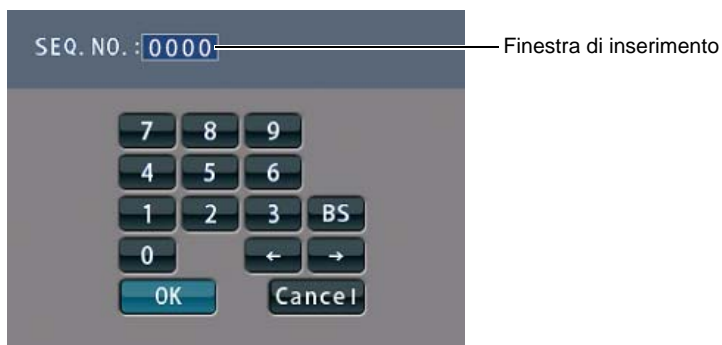 SEQ. NO. : 0000 Finestra di inserimento
7 8 9
4 5 6
1 2 3 BS
0 ← →
OK Cancel